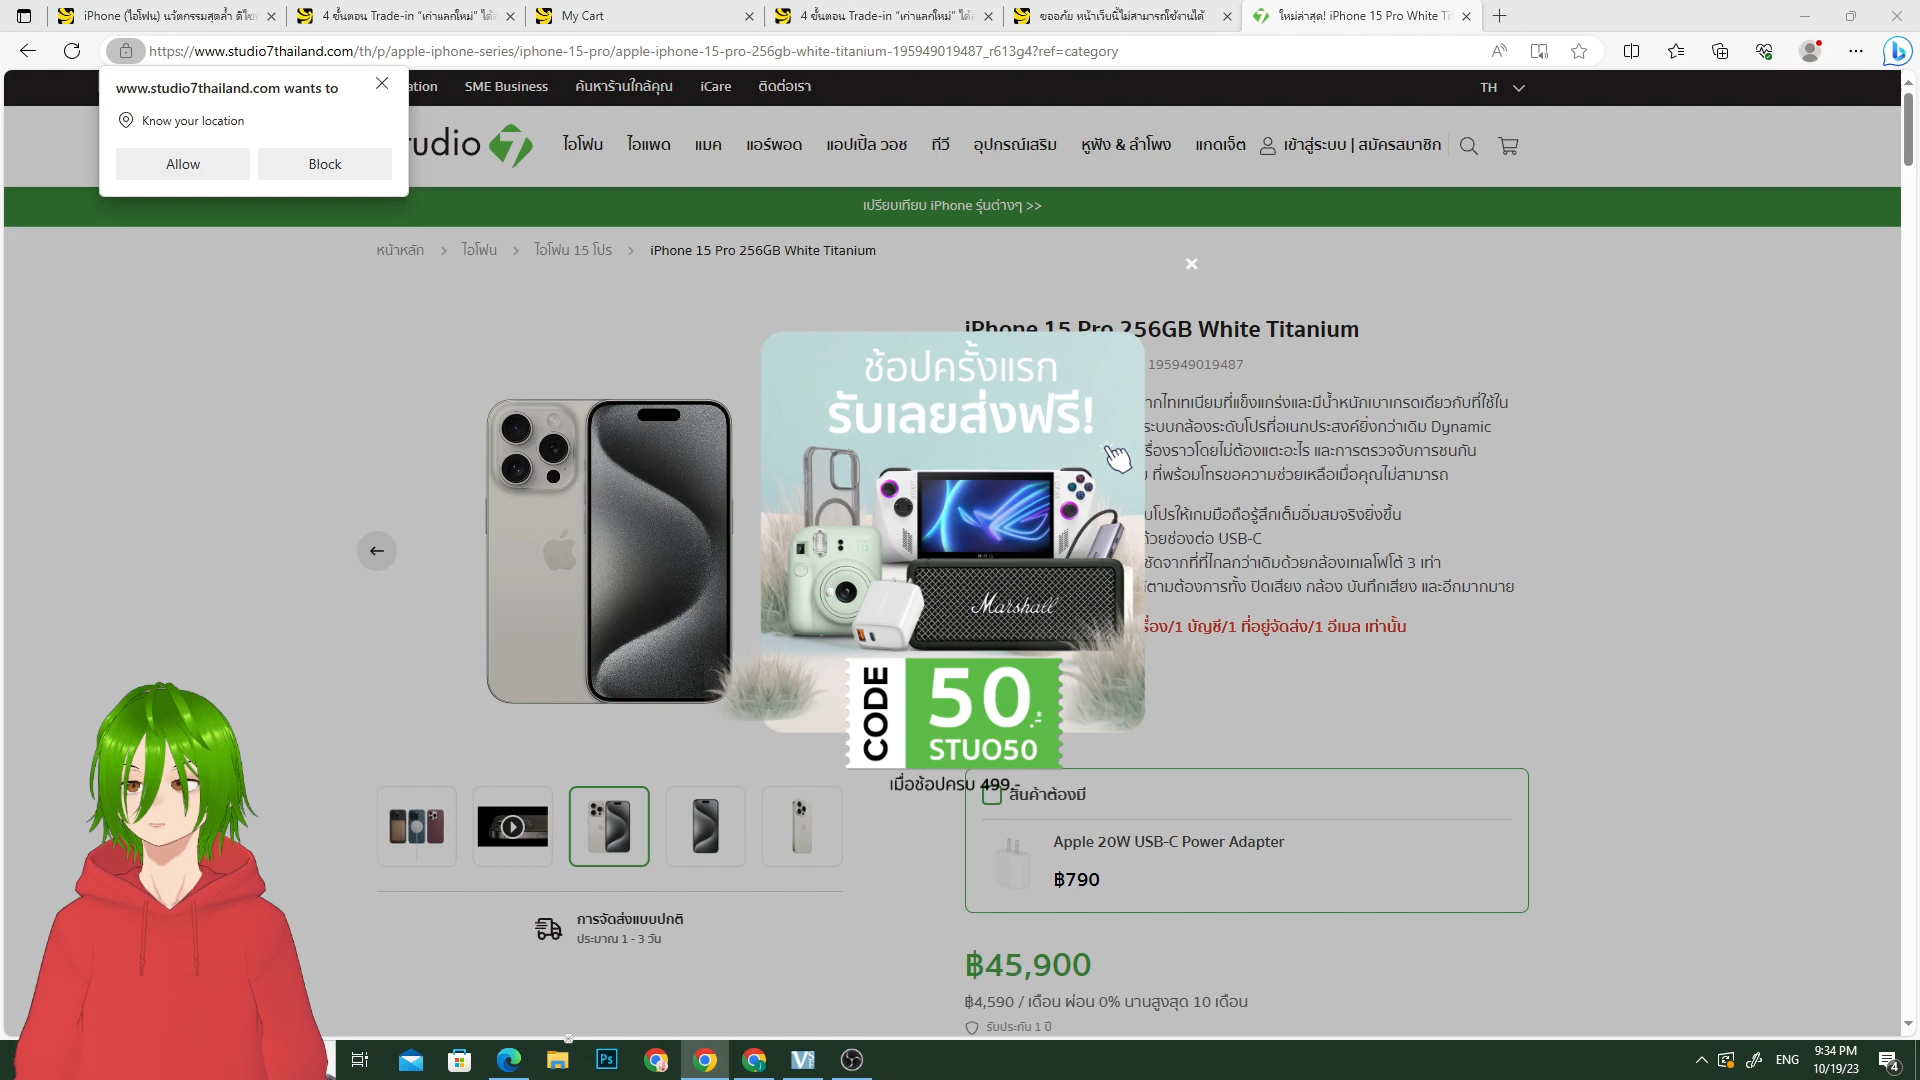 iPhone (ไอโฟน) นวัตกรรมสุดล้ำ ดีไซ
4 ขั้นตอน Trade-in "เก่าแลกใหม่" ได้ส
My Cart
4 ขั้นตอน Trade-in "เก่าแลกใหม่" ได้ส
ขออภัย หน้าเว็บนี้ไม่สามารถใช้งานได้
ใหม่ล่าสุด! iPhone 15 Pro White Ti
https://www.studio7thailand.com/th/p/apple-iphone-series/iphone-15-pro/apple-iphone-15-pro-256gb-white-titanium-195949019487_r613g4?ref=category
www.studio7thailand.com wants to
Know your location
Allow
Block
ation
SME Business
ค้นหาร้านใกล้คุณ
iCare
ติดต่อเรา
TH
udio 7
ไอโฟน
ไอแพด
แมค
แอร์พอด
แอปเปิ้ล วอช
ทีวี
อุปกรณ์เสริม
หูฟัง & ลำโพง
แกดเจ็ต
เข้าสู่ระบบ | สมัครสมาชิก
เปรียบเทียบ iPhone รุ่นต่างๆ >>
หน้าหลัก > ไอโฟน > ไอโฟน 15 โปร > iPhone 15 Pro 256GB White Titanium
iPhone 15 Pro 256GB White Titanium
195949019487
ช้อปครั้งแรก
รับเลยส่งฟรี!
Marshall
CODE
50.-
STUO50
เมื่อช้อปครบ 499.-
ากไทเทเนียมที่แข็งแกร่งและมีน้ำหนักเบาเกรดเดียวกับที่ใช้ใน
ระบบกล้องระดับโปรที่อเนกประสงค์ยิ่งกว่าเดิม Dynamic
รื่องราวโดยไม่ต้องแตะอะไร และการตรวจจับการชนกัน
ที่พร้อมโทรขอความช่วยเหลือเมื่อคุณไม่สามารถ
บโปรให้เกมมือถือรู้สึกเต็มอิ่มสมจริงยิ่งขึ้น
ด้วยช่องต่อ USB-C
ชัดจากที่ที่ไกลกว่าเดิมด้วยกล้องเทเลโฟโต้ 3 เท่า
ตามต้องการทั้ง ปิดเสียง กล้อง บันทึกเสียง และอีกมากมาย
รื่อง/1 บัญชี/1 ที่อยู่จัดส่ง/1 อีเมล เท่านั้น
สินค้าต้องมี
Apple 20W USB-C Power Adapter
฿790
การจัดส่งแบบปกติ
ประมาณ 1 - 3 วัน
฿45,900
฿4,590 / เดือน ผ่อน 0% นานสูงสุด 10 เดือน
รับประกัน 1 ปี
Ps
ENG
9:34 PM
10/19/23
4